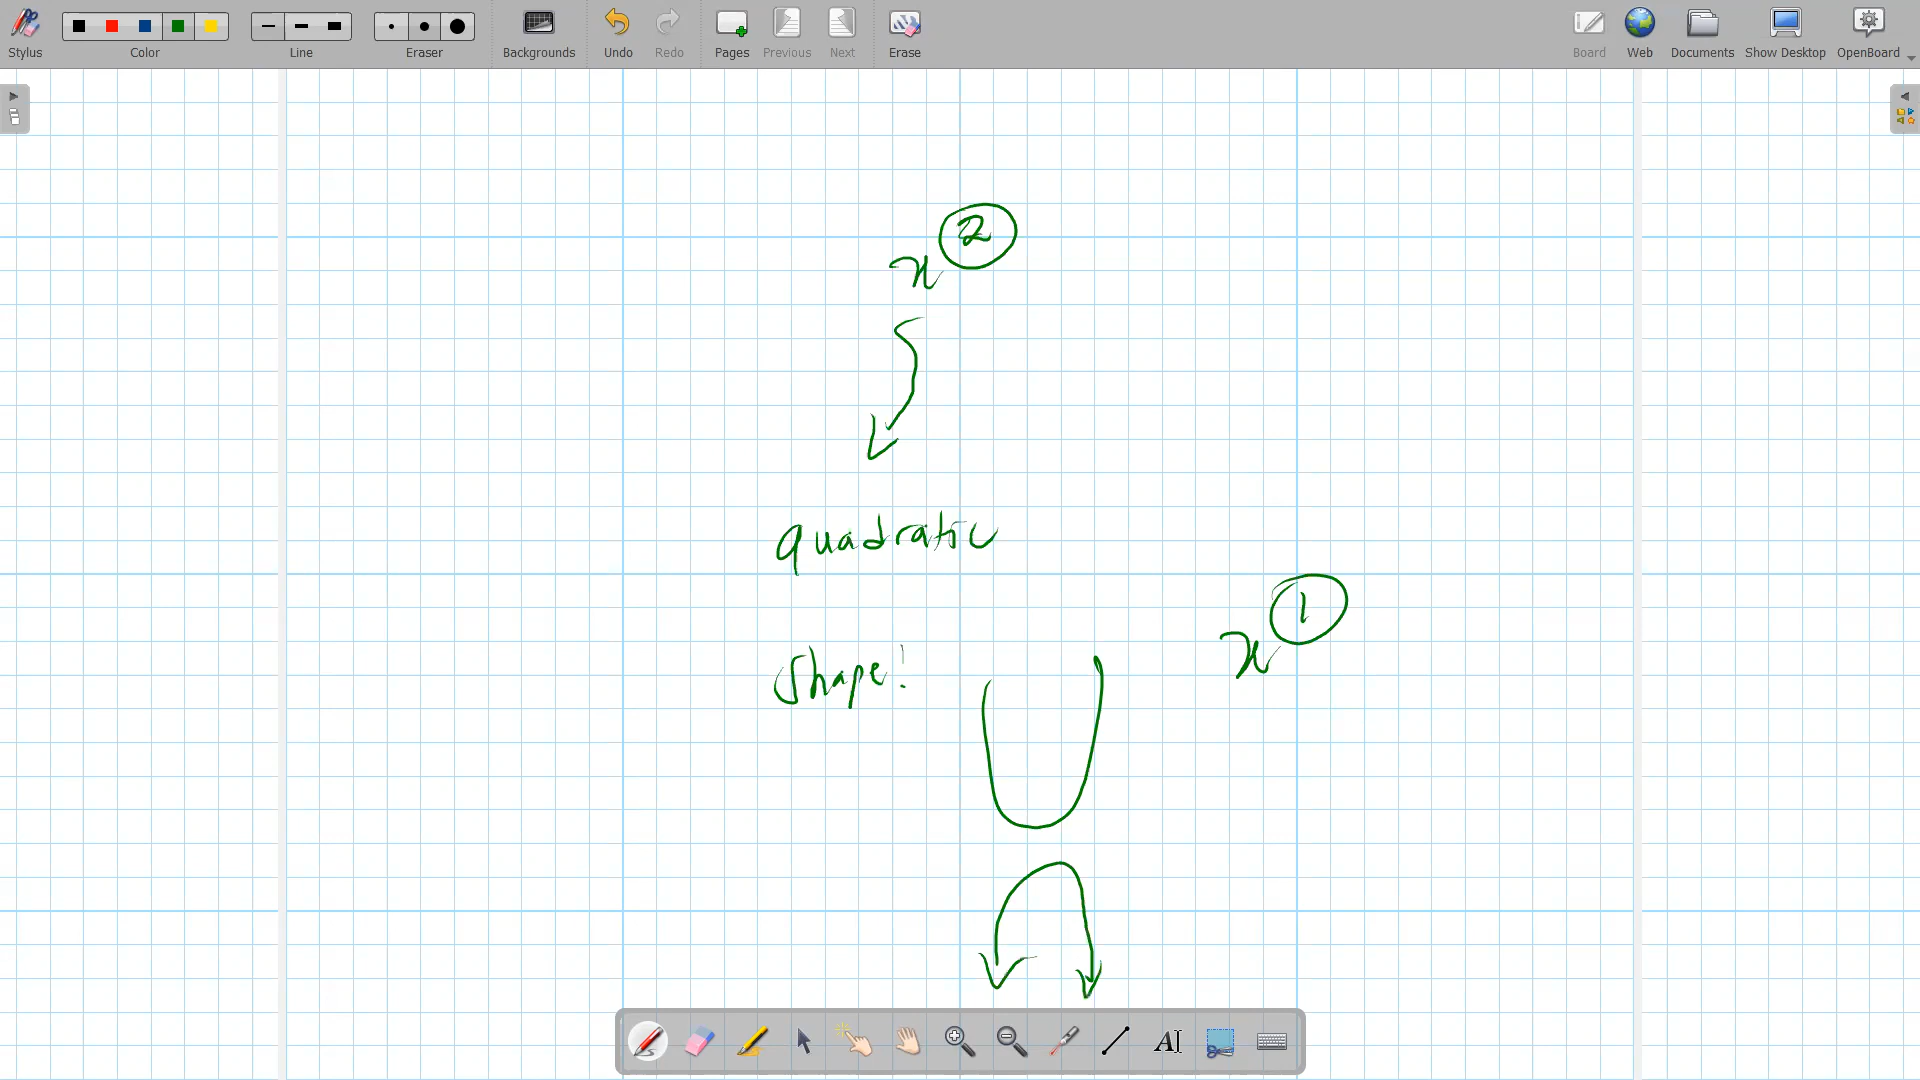 Stylus Color Line Eraser Backgrounds Undo Redo Pages Previous Next Erase Board Web Documents Show Desktop OpenBoard
x²
quadratic
x¹
shape!